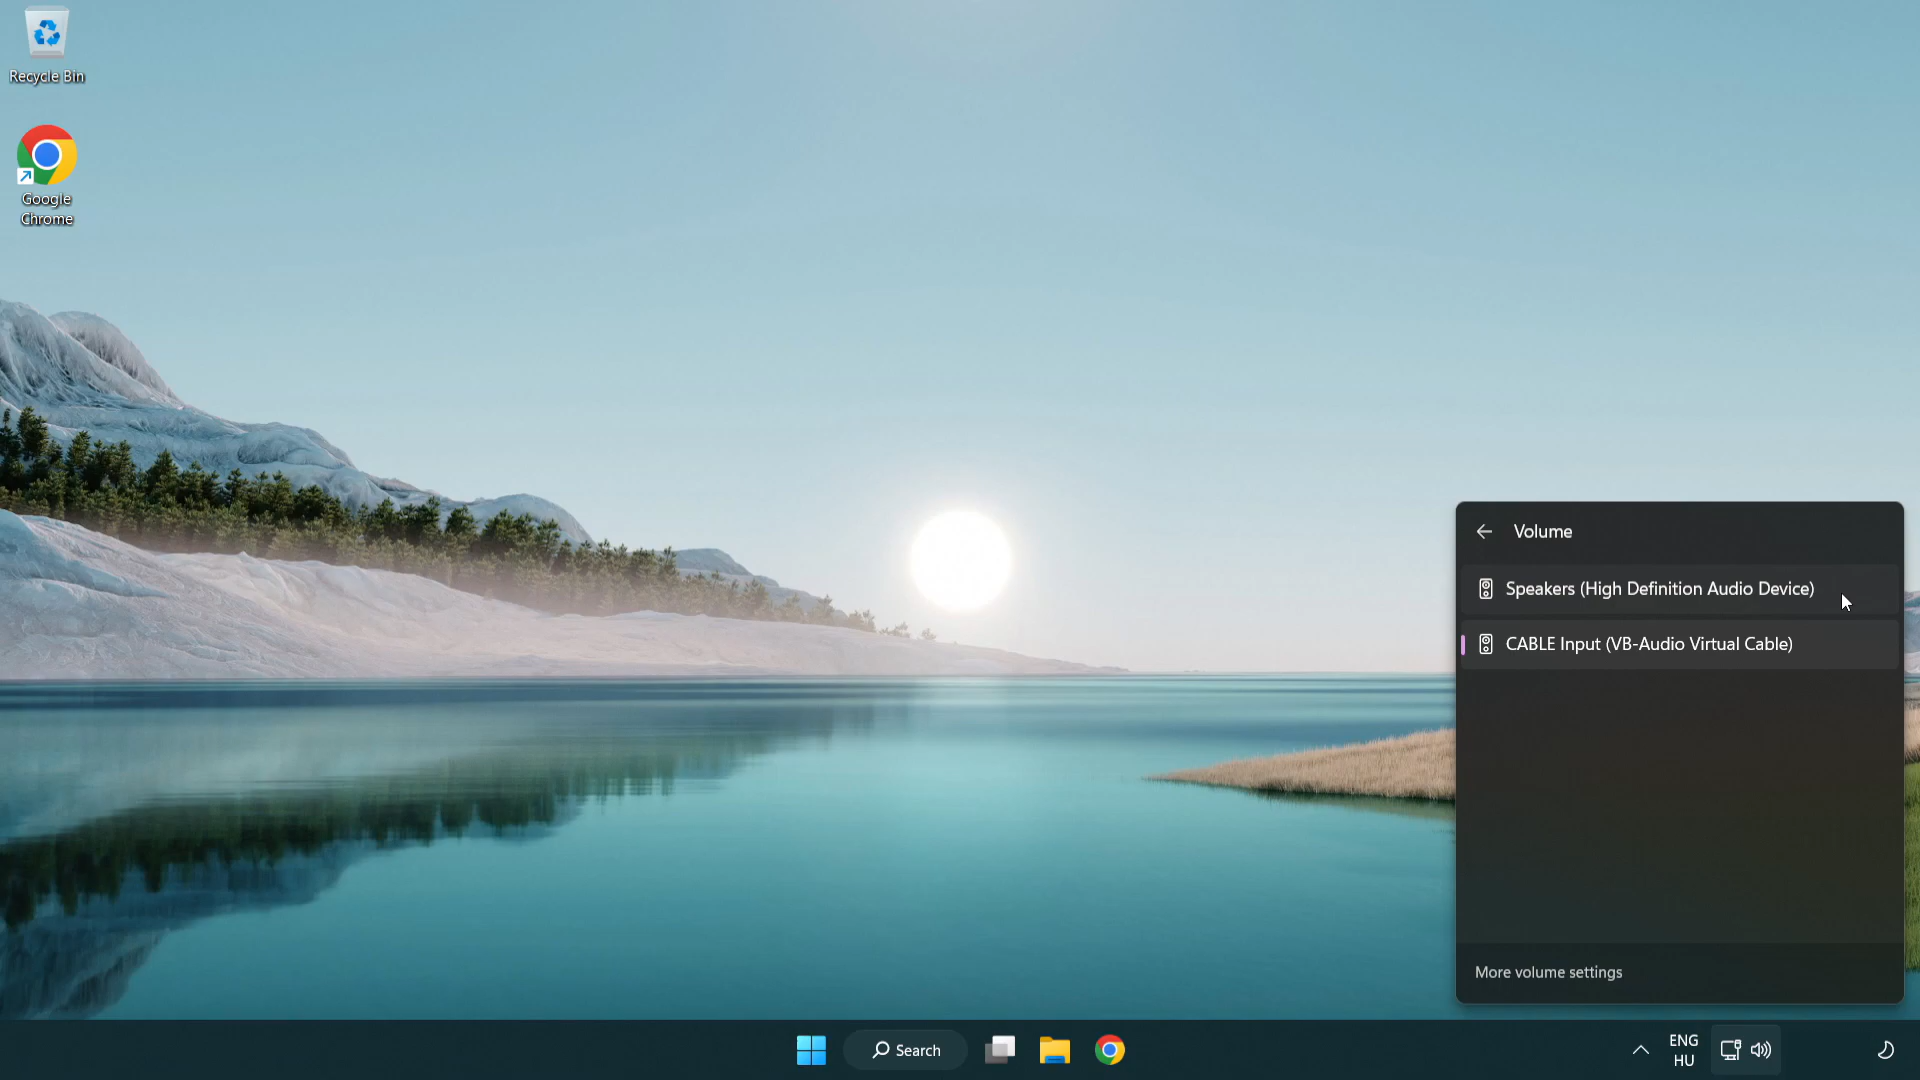 Recycle Bin
Google
Chrome
Volume
Speakers (High Definition Audio Device)
CABLE Input (VB-Audio Virtual Cable)
More volume settings
Search
ENG
HU